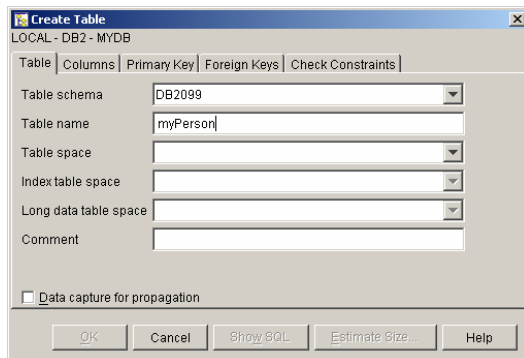 Create Table
LOCAL - DB2 - MYDB
Table Columns Primary Key Foreign Keys Check Constraints
Table schema DB2099
Table name myPerson
Table space
Index table space
Long data table space
Comment
Data capture for propagation
OK Cancel Show SQL Estimate Size... Help